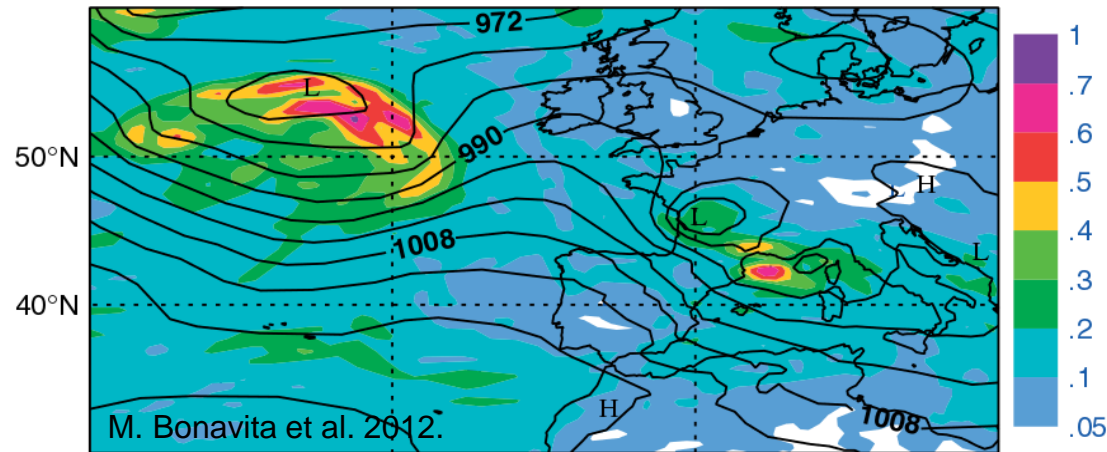 972
1
L
.7
990
.6
50°N
L
H
.5
L
1008
L
.4
.3
40°N
.2
H
.1
M. Bonavita et al. 2012.
1008
.05